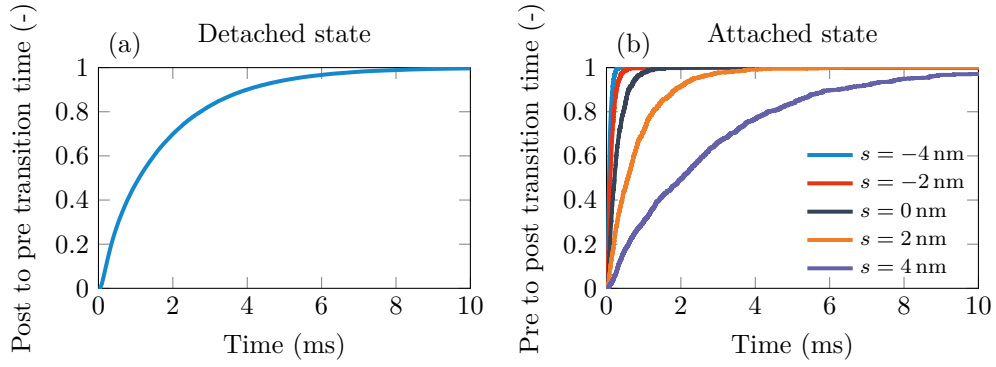 (a)
Detached state
Post to pre transition time (-)
1
0.8
0.6
0.4
0.2
0
0 2 4 6 8 10
Time (ms)
(b)
Attached state
Pre to post transition time (-)
1
0.8
0.6
0.4
0.2
0
s = −4 nm
s = −2 nm
s = 0 nm
s = 2 nm
s = 4 nm
0 2 4 6 8 10
Time (ms)